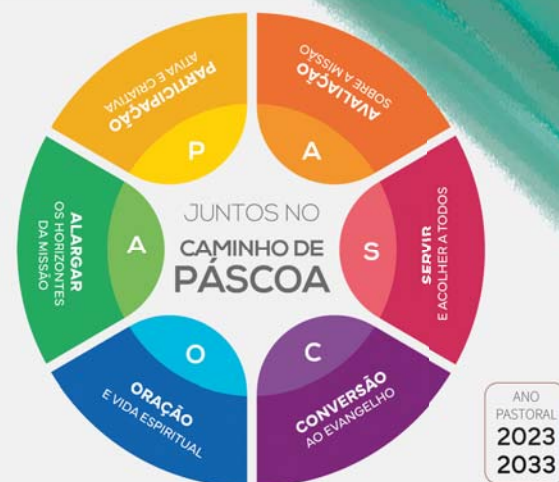 PARTICIPAÇÃO
ATIVA E CRIATIVA
P
AVALIAÇÃO
SOBRE A MISSÃO
A
SERVIR
E ACOLHER A TODOS
S
CONVERSÃO
AO EVANGELHO
C
ORAÇÃO
E VIDA ESPIRITUAL
O
ALARGAR
OS HORIZONTES
DA MISSÃO
A
JUNTOS NO
CAMINHO DE
PÁSCOA
ANO
PASTORAL
2023
2033